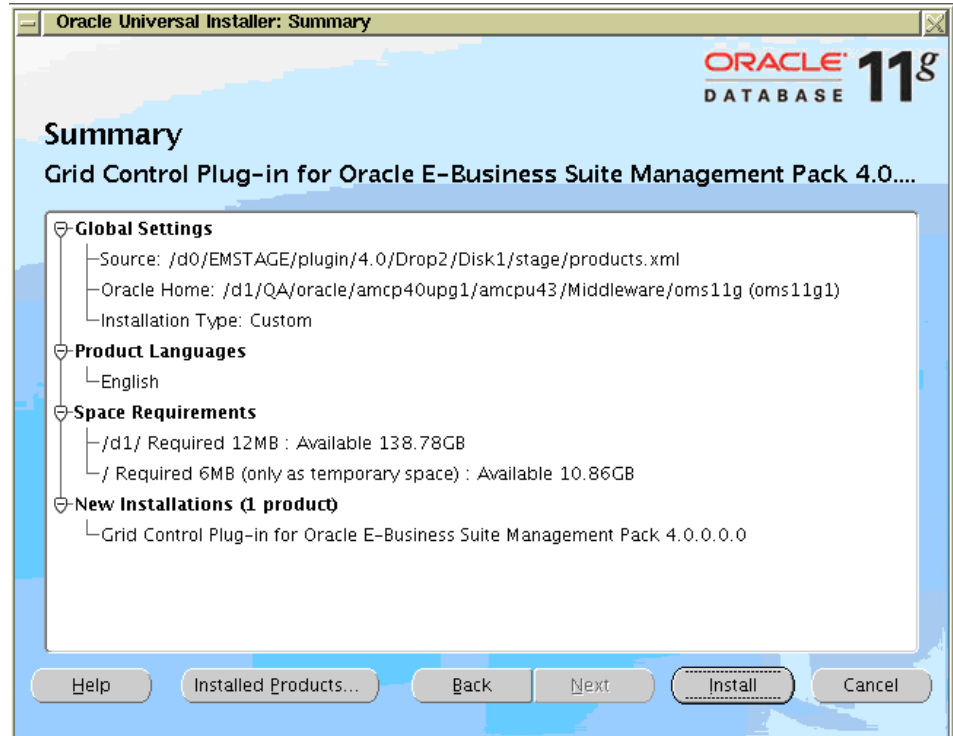 Oracle Universal Installer: Summary
ORACLE 11g
DATABASE
Summary
Grid Control Plug-in for Oracle E-Business Suite Management Pack 4.0....
Global Settings
Source: /d0/EMSTAGE/plugin/4.0/Drop2/Disk1/stage/products.xml
Oracle Home: /d1/QA/oracle/amcp40upg1/amcpu43/Middleware/oms11g (oms11g1)
Installation Type: Custom
Product Languages
English
Space Requirements
/d1/ Required 12MB : Available 138.78GB
/ Required 6MB (only as temporary space) : Available 10.86GB
New Installations (1 product)
Grid Control Plug-in for Oracle E-Business Suite Management Pack 4.0.0.0.0
Help Installed Products... Back Next Install Cancel